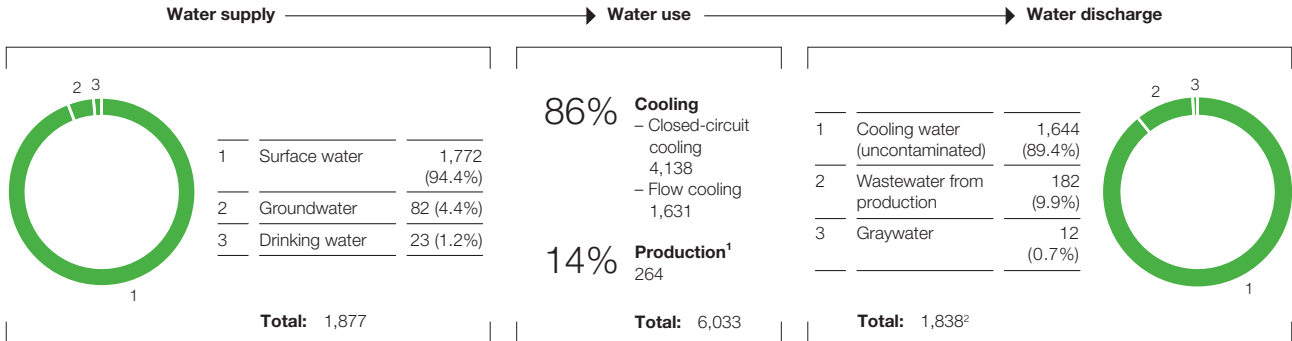 Water supply
Water use
Water discharge
2 3
1
1 Surface water 1,772
(94.4%)
2 Groundwater 82 (4.4%)
3 Drinking water 23 (1.2%)
Total: 1,877
86% Cooling
– Closed-circuit
cooling
4,138
– Flow cooling
1,631
14% Production¹
264
Total: 6,033
1 Cooling water 1,644
(uncontaminated) (89.4%)
2 Wastewater from 182
production (9.9%)
3 Graywater 12
(0.7%)
Total: 1,838²
2 3
1